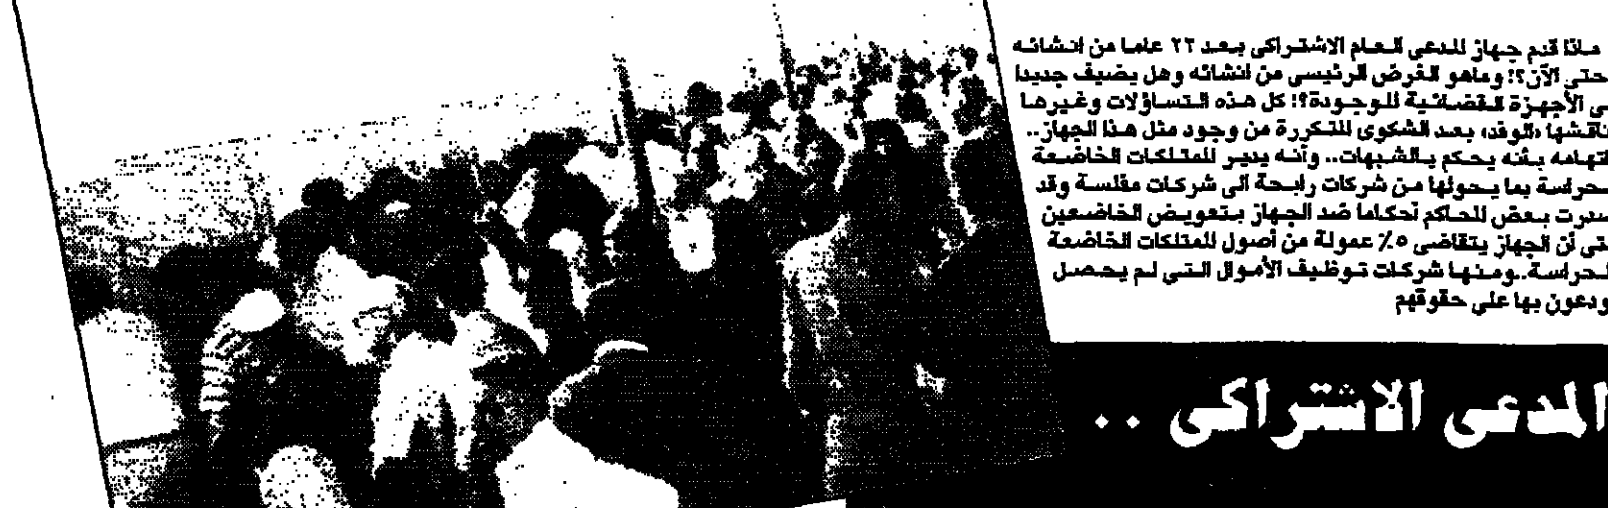 ماذا قدم جهاز المدعى العام الاشتراكى بعد ٢٢ عاما من انشائه
حتى الآن؟! وماهو الغرض الرئيسى من انشائه وهل يضيف جديدا
الأجهزة القضائية الموجودة؟! كل هذه التساؤلات وغيرها
ناقشها «الوفد» بعد الشكوى المتكررة من وجود مثل هذا الجهاز..
اتهامه بأنه يحكم بالشبهات.. وأنه يدير الممتلكات الخاضعة
حراسة بما يحولها من شركات رابحة الى شركات مفلسة وقد
صدرت بعض المحاكم أحكاما ضد الجهاز بتعويض الخاضعين
أن الجهاز يتقاضى ٥٪ عمولة من أصول الممتلكات الخاضعة
لحراسة..ومنها شركات توظيف الأموال التى لم يحصل
ودعون بها على حقوقهم
المدعى الاشتراكى ..